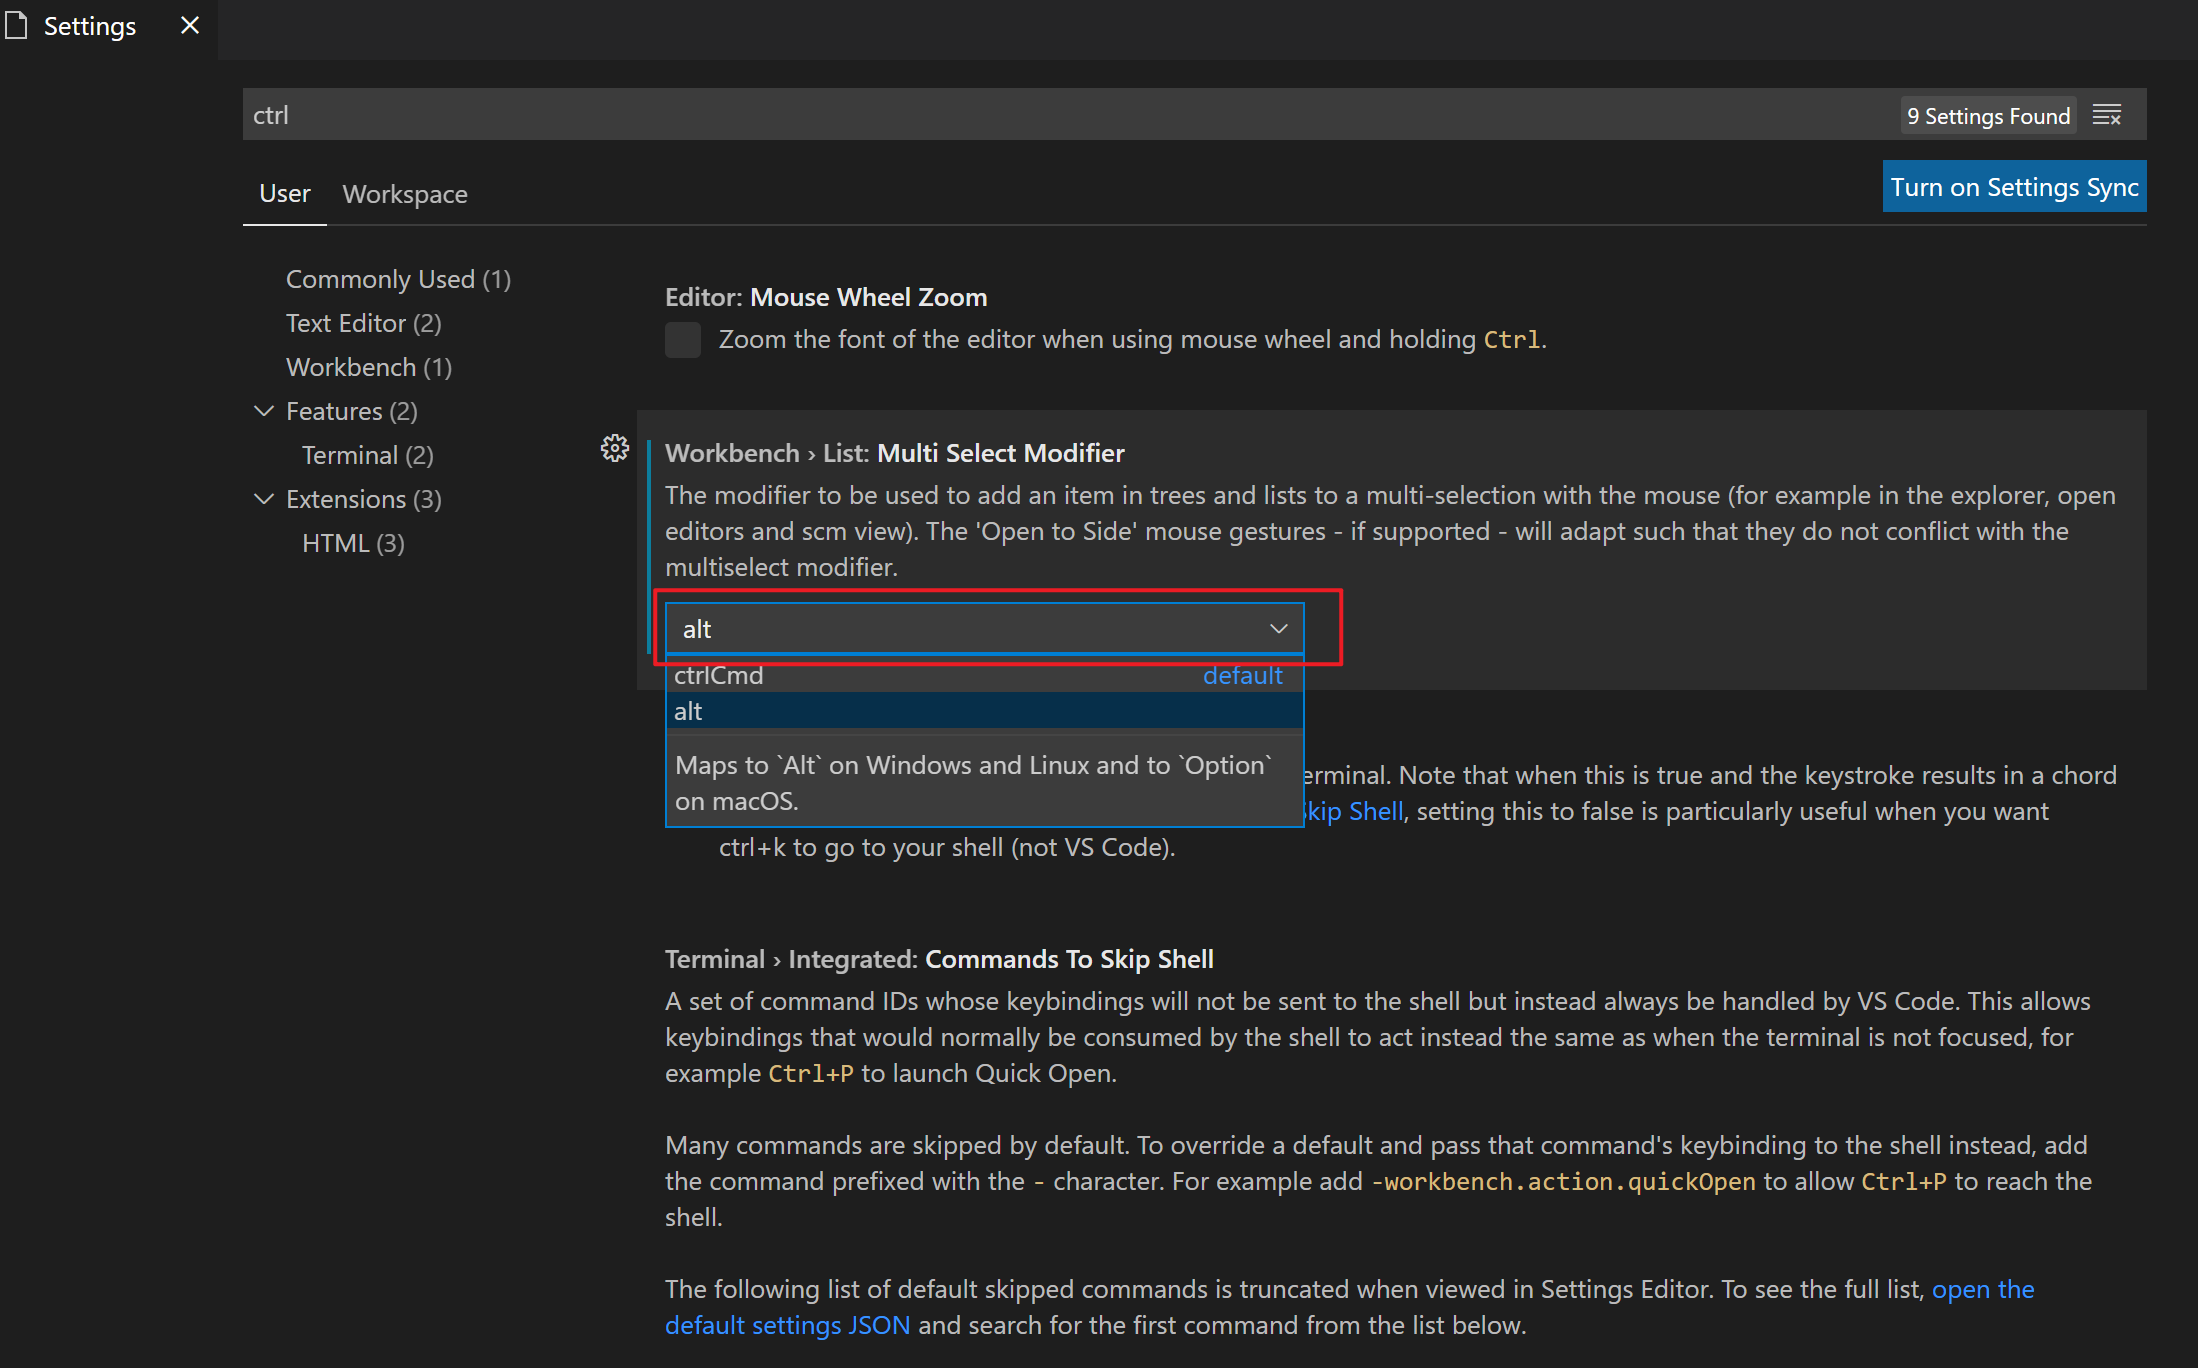 Settings
ctrl
9 Settings Found
User Workspace
Turn on Settings Sync
Commonly Used (1)
Text Editor (2)
Workbench (1)
Features (2)
Terminal (2)
Extensions (3)
HTML (3)
Editor: Mouse Wheel Zoom
Zoom the font of the editor when using mouse wheel and holding Ctrl.
Workbench › List: Multi Select Modifier
The modifier to be used to add an item in trees and lists to a multi-selection with the mouse (for example in the explorer, open
editors and scm view). The 'Open to Side' mouse gestures - if supported - will adapt such that they do not conflict with the
multiselect modifier.
alt
ctrlCmd default
alt
Maps to `Alt` on Windows and Linux and to `Option`
on macOS.
erminal. Note that when this is true and the keystroke results in a chord
Skip Shell, setting this to false is particularly useful when you want
ctrl+k to go to your shell (not VS Code).
Terminal › Integrated: Commands To Skip Shell
A set of command IDs whose keybindings will not be sent to the shell but instead always be handled by VS Code. This allows
keybindings that would normally be consumed by the shell to act instead the same as when the terminal is not focused, for
example Ctrl+P to launch Quick Open.
Many commands are skipped by default. To override a default and pass that command's keybinding to the shell instead, add
the command prefixed with the - character. For example add -workbench.action.quickOpen to allow Ctrl+P to reach the
shell.
The following list of default skipped commands is truncated when viewed in Settings Editor. To see the full list, open the
default settings JSON and search for the first command from the list below.